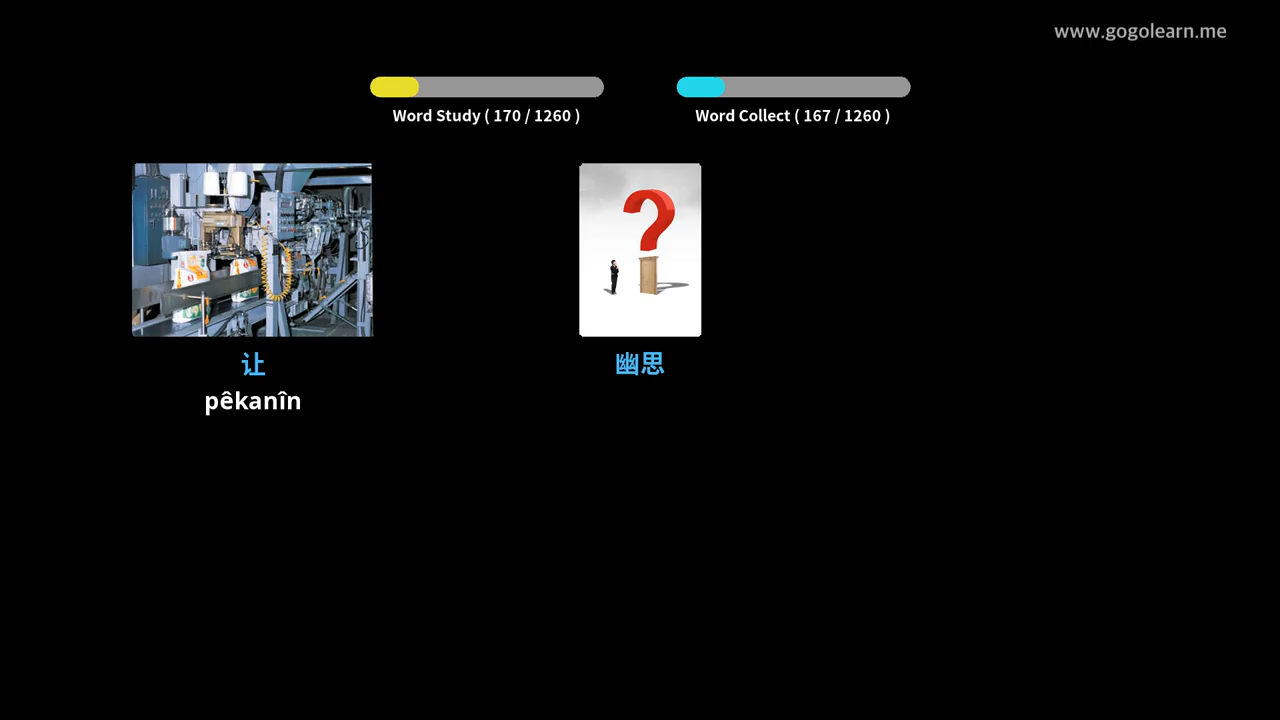 www.gogolearn.me
Word Study ( 170 / 1260 )
Word Collect ( 167 / 1260 )
让
pêkanîn
幽思